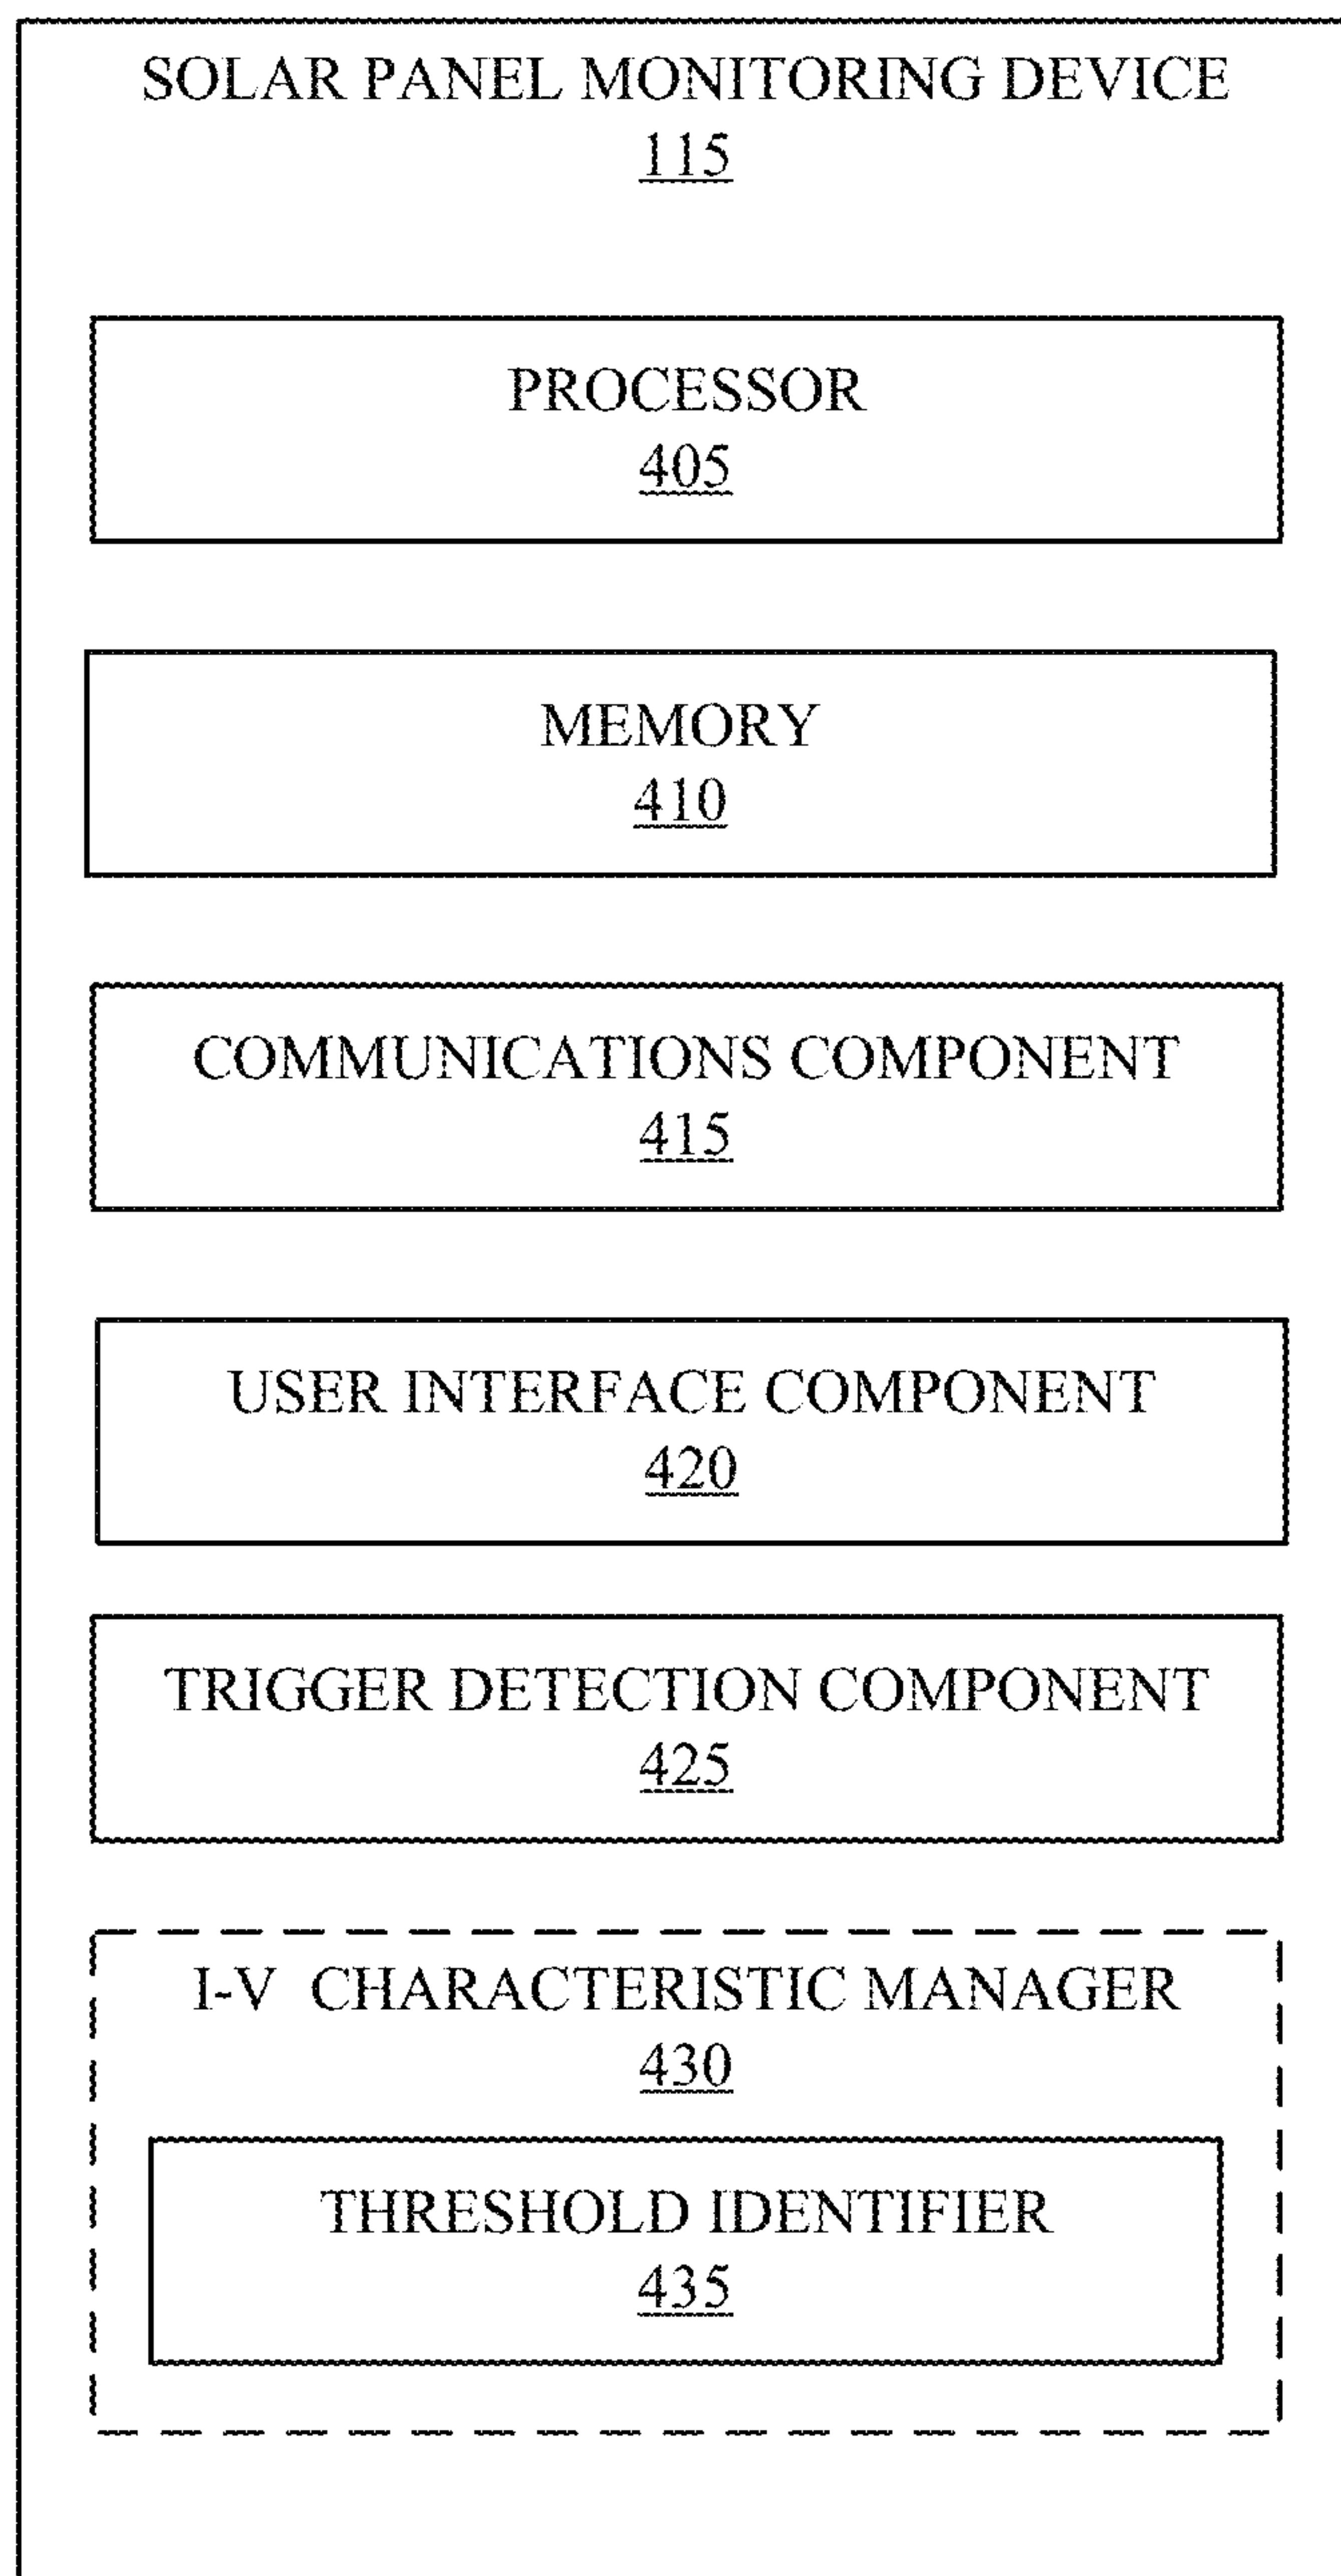 SOLAR PANEL MONITORING DEVICE
115
PROCESSOR
405
MEMORY
410
COMMUNICATIONS COMPONENT
415
USER INTERFACE COMPONENT
420
TRIGGER DETECTION COMPONENT
425
I-V CHARACTERISTIC MANAGER
430
THRESHOLD IDENTIFIER
435